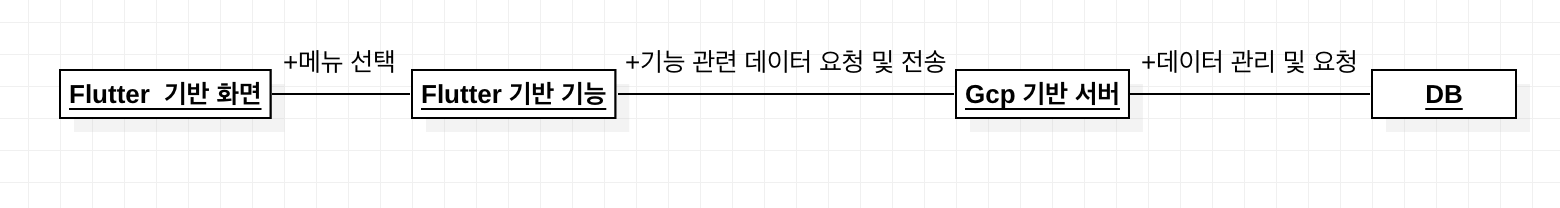 +메뉴 선택
+기능 관련 데이터 요청 및 전송
+데이터 관리 및 요청
Flutter 기반 화면
Flutter 기반 기능
Gcp 기반 서버
DB